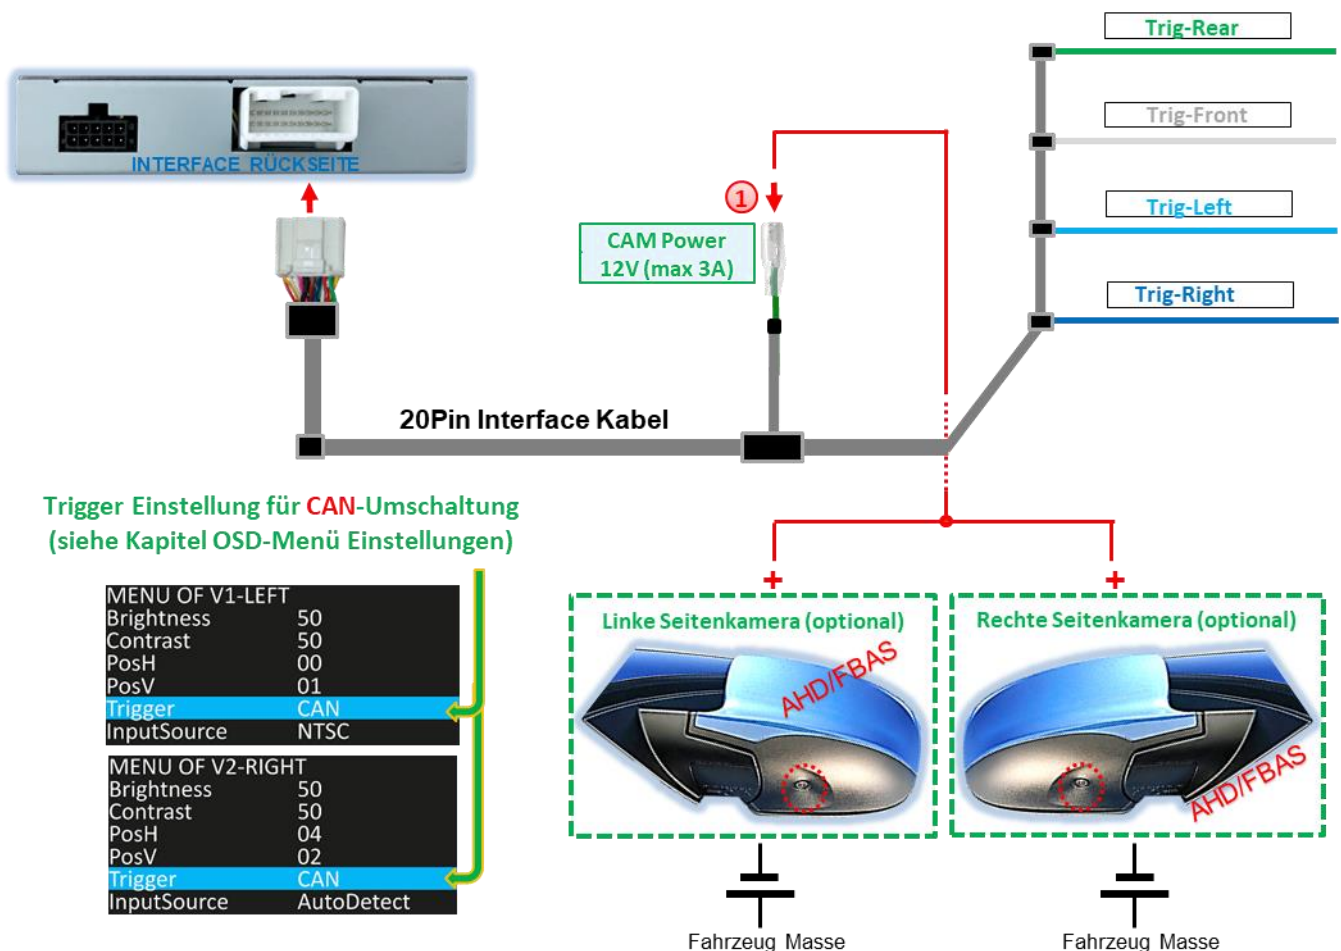 Trig-Rear
Trig-Front
Trig-Left
Trig-Right
INTERFACE RÜCKSEITE
1
CAM Power
12V (max 3A)
20Pin Interface Kabel
Trigger Einstellung für CAN-Umschaltung
(siehe Kapitel OSD-Menü Einstellungen)
MENU OF V1-LEFT
Brightness 50
Contrast 50
PosH 00
PosV 01
Trigger CAN
InputSource NTSC
MENU OF V2-RIGHT
Brightness 50
Contrast 50
PosH 04
PosV 02
Trigger CAN
InputSource AutoDetect
+
+
Linke Seitenkamera (optional)
AHD/FBAS
Rechte Seitenkamera (optional)
AHD/FBAS
Fahrzeug Masse
Fahrzeug Masse